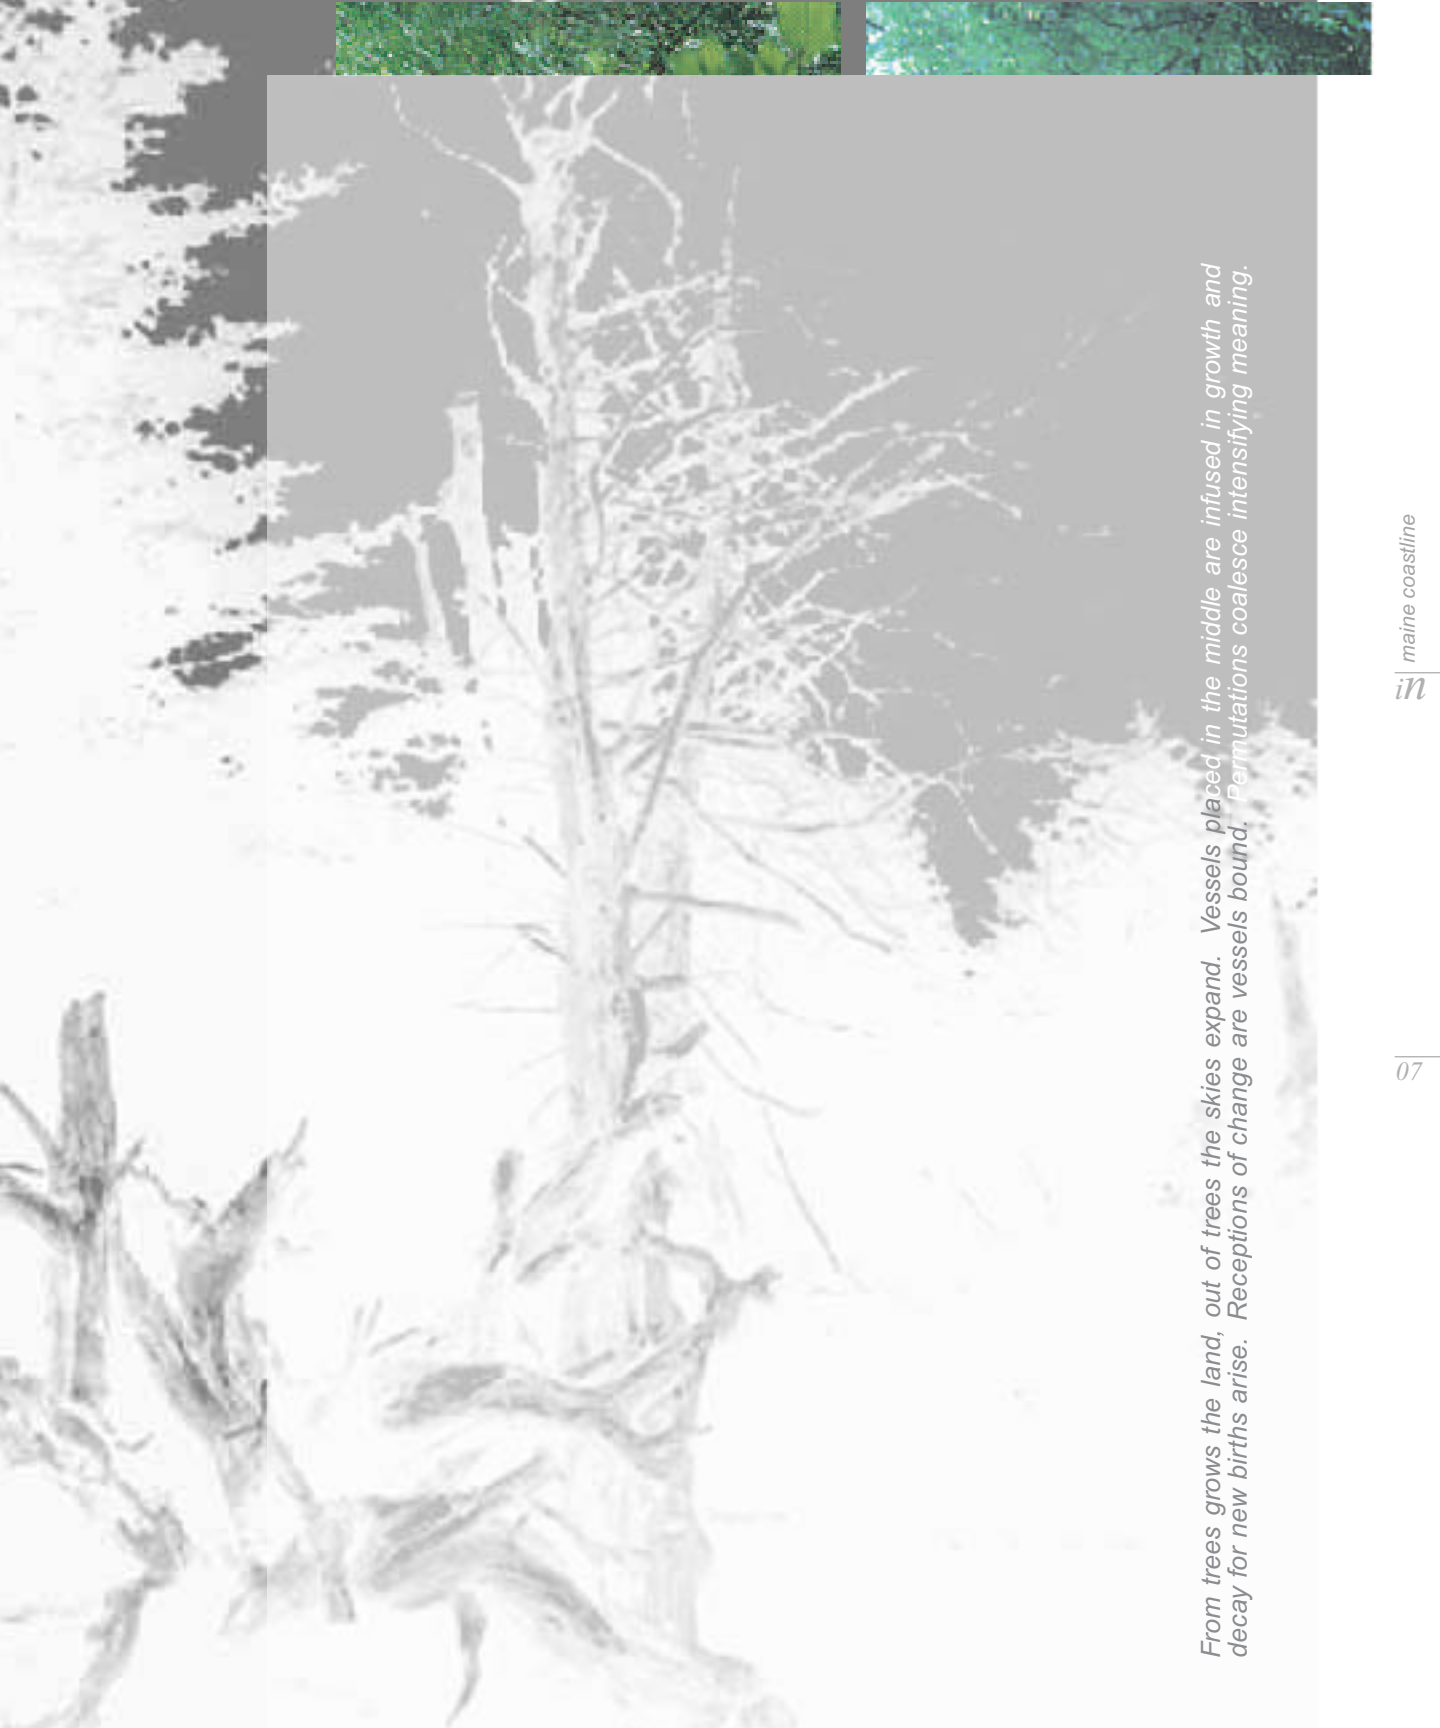 From trees grows the land, out of trees the skies expand. Vessels placed in the middle are infused in growth and
decay for new births arise. Receptions of change are vessels bound. Permutations coalesce intensifying meaning.
maine coastline
in
07